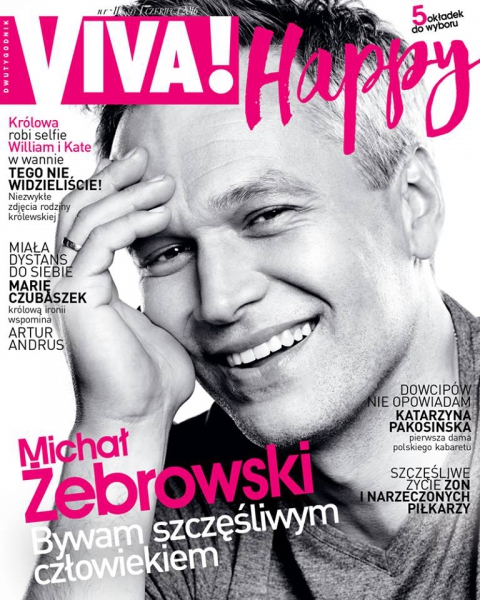 DWUTYGODNIK
5 okładek
do wyboru
VIVA!
Happy
Królowa
robi selfie
William i Kate
w wannie
TEGO NIE
WIDZIELIŚCIE!
Niezwykłe
zdjęcia rodziny
królewskiej
MIAŁA
DYSTANS
DO SIEBIE
MARIĘ
CZUBASZEK
królową ironii
wspomina
ARTUR
ANDRUS
DOWCIPÓW
NIE OPOWIADAM
KATARZYNA
PAKOSIŃSKA
pierwsza dama
polskiego kabaretu
SZCZĘŚLIWE
ŻYCIE ŻON
I NARZECZONYCH
PIŁKARZY
Michał
Żebrowski
Bywam szczęśliwym
człowiekiem